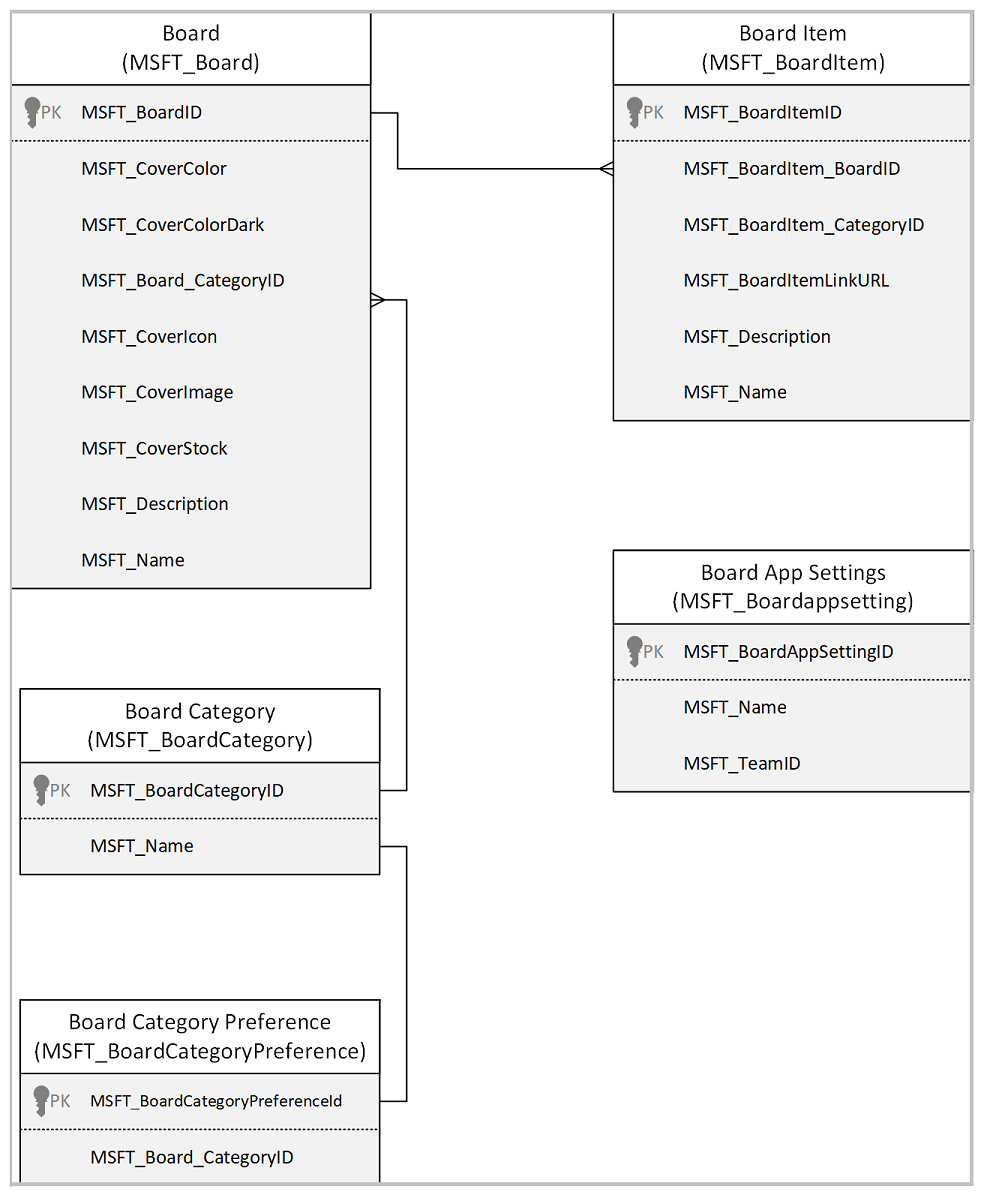 Board
(MSFT_Board)
PK MSFT_BoardID
MSFT_CoverColor
MSFT_CoverColorDark
MSFT_Board_CategoryID
MSFT_CoverIcon
MSFT_CoverImage
MSFT_CoverStock
MSFT_Description
MSFT_Name
Board Item
(MSFT_BoardItem)
PK MSFT_BoardItemID
MSFT_BoardItem_BoardID
MSFT_BoardItem_CategoryID
MSFT_BoardItemLinkURL
MSFT_Description
MSFT_Name
Board App Settings
(MSFT_Boardappsetting)
PK MSFT_BoardAppSettingID
MSFT_Name
MSFT_TeamID
Board Category
(MSFT_BoardCategory)
PK MSFT_BoardCategoryID
MSFT_Name
Board Category Preference
(MSFT_BoardCategoryPreference)
PK MSFT_BoardCategoryPreferenceId
MSFT_Board_CategoryID